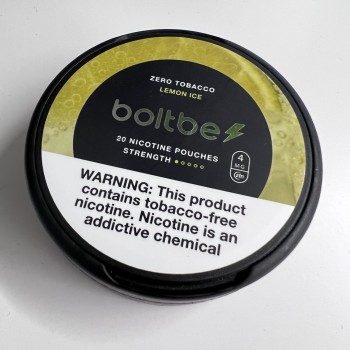 ZERO TOBACCO
LEMON ICE
boltbe
20 NICOTINE POUCHES
STRENGTH
4
MG
WARNING: This product
contains tobacco-free
nicotine. Nicotine is an
addictive chemical